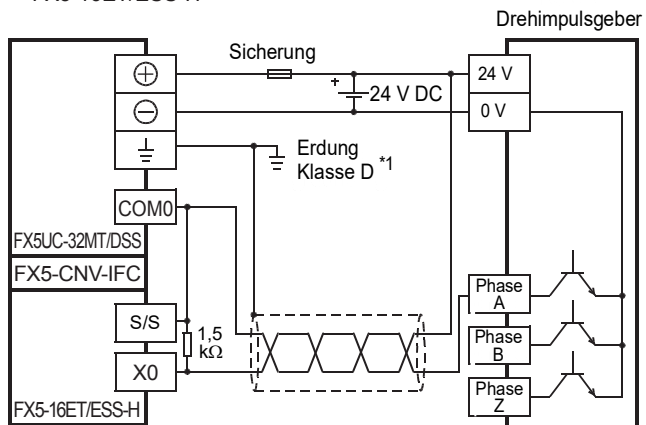 FX5-16ET/ESS-H
Drehimpulsgeber
Sicherung
24 V
+
24 V DC
0 V
Erdung
Klasse D *1
COM0
FX5UC-32MT/DSS
FX5-CNV-IFC
S/S
1,5
kΩ
X0
FX5-16ET/ESS-H
Phase
A
Phase
B
Phase
Z